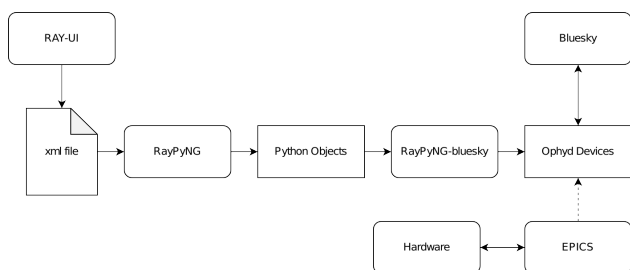 RAY-UI
Bluesky
xml file
RayPyNG
Python Objects
RayPyNG-bluesky
Ophyd Devices
Hardware
EPICS